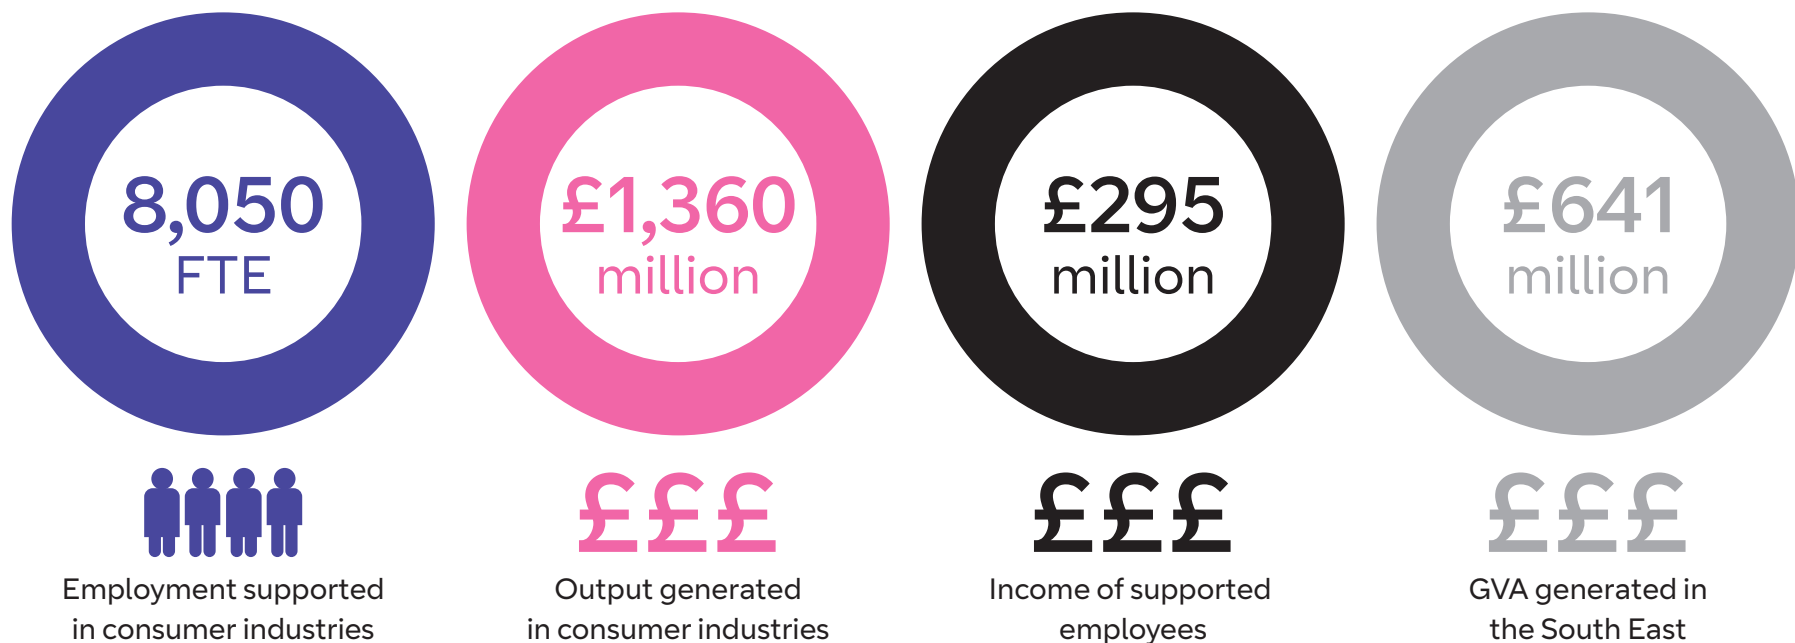 8,050
FTE
Employment supported
in consumer industries
£1,360
million
£££
Output generated
in consumer industries
£295
million
£££
Income of supported
employees
£641
million
£££
GVA generated in
the South East